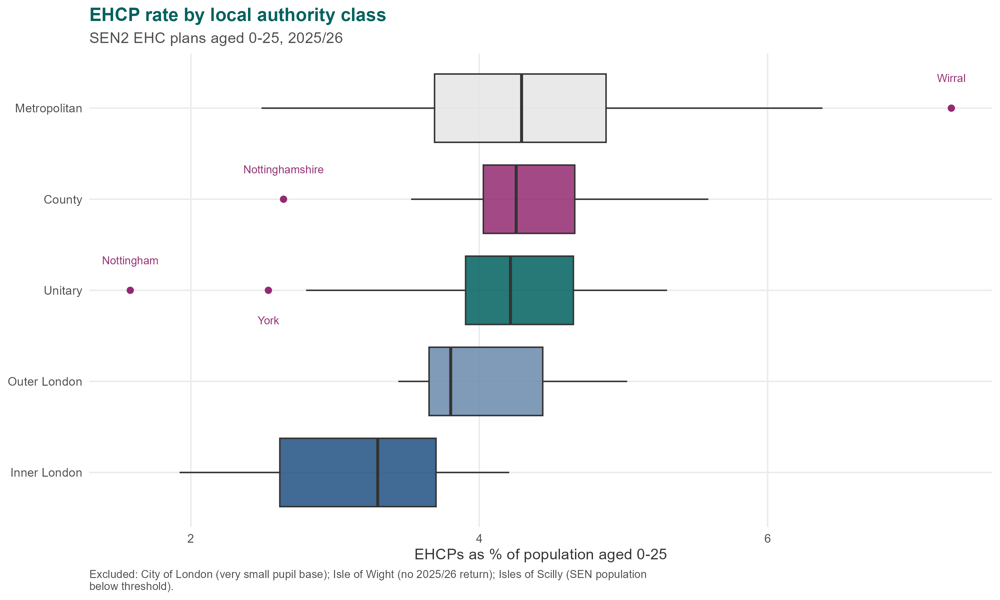 EHCP rate by local authority class
SEN2 EHC plans aged 0-25, 2025/26
Wirral
Metropolitan
Nottinghamshire
County
Nottingham
Unitary
York
Outer London
Inner London
2
4
6
EHCPs as % of population aged 0-25
Excluded: City of London (very small pupil base); Isle of Wight (no 2025/26 return); Isles of Scilly (SEN population
below threshold).